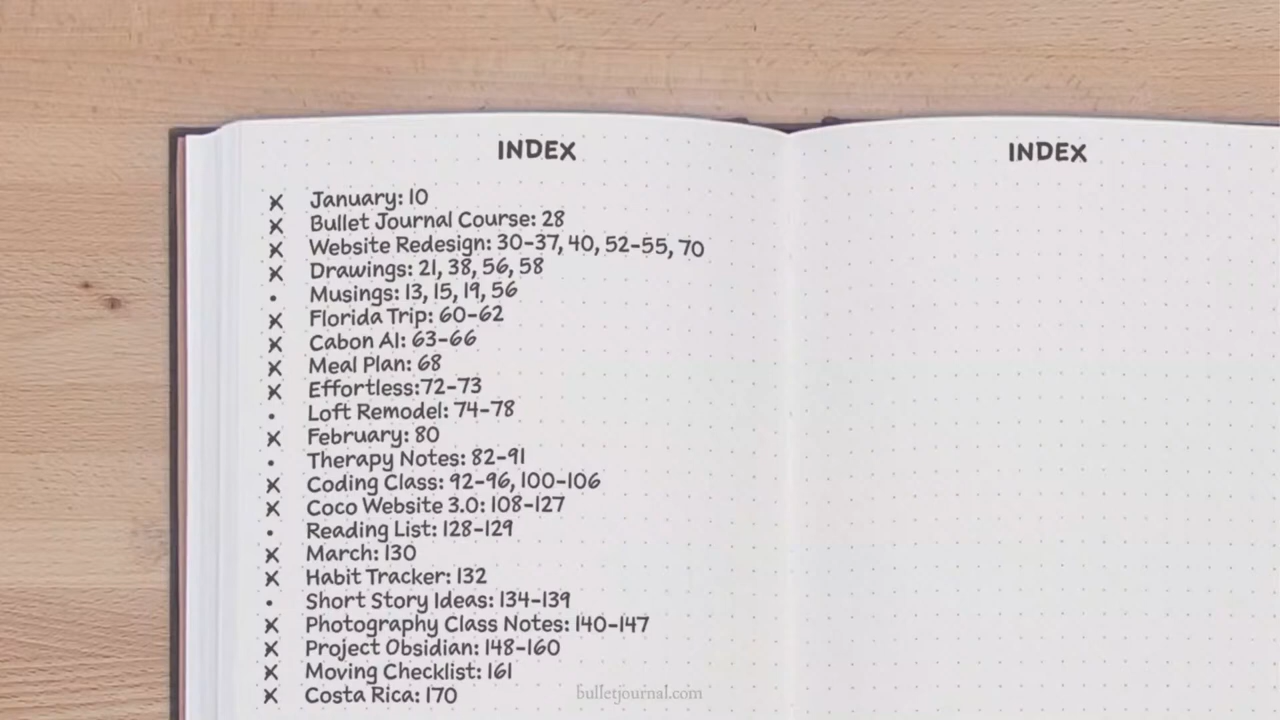 INDEX
x January: 10
x Bullet Journal Course: 28
x Website Redesign: 30-37, 40, 52-55, 70
x Drawings: 21, 38, 56, 58
• Musings: 13, 15, 19, 56
x Florida Trip: 60-62
x Cabon AI: 63-66
x Meal Plan: 68
x Effortless:72-73
• Loft Remodel: 74-78
x February: 80
• Therapy Notes: 82-91
x Coding Class: 92-96, 100-106
x Coco Website 3.0: 108-127
• Reading List: 128-129
x March: 130
x Habit Tracker: 132
• Short Story Ideas: 134-139
x Photography Class Notes: 140-147
x Project Obsidian: 148-160
x Moving Checklist: 161
x Costa Rica: 170
INDEX
bulletjournal.com